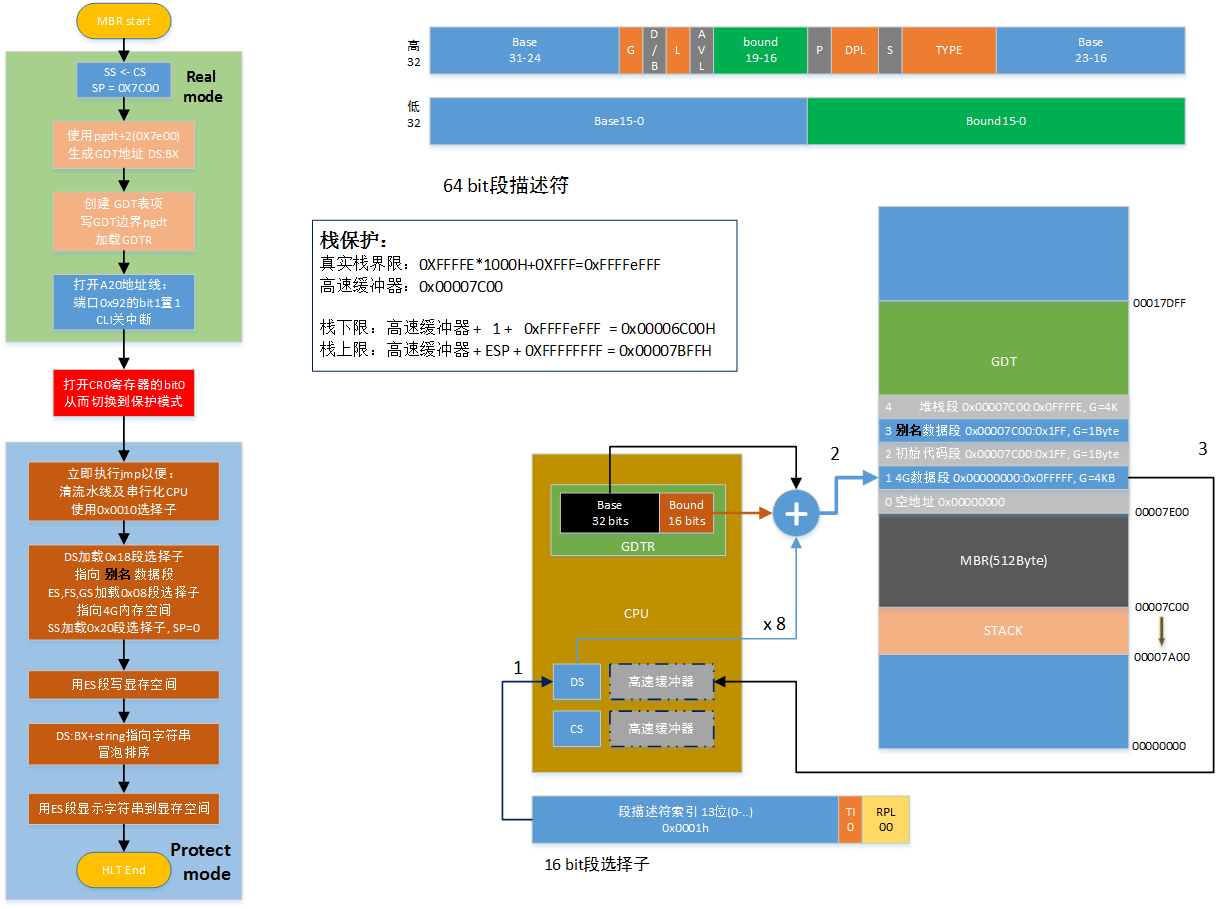 MBR start
SS <- CS
SP = 0X7C00
Real
mode
使用pgdt+2(0X7e00)
生成GDT地址 DS:BX
创建 GDT表项
写GDT边界pgdt
加载GDTR
打开A20地址线：
端口0x92的bit1置1
CLI关中断
打开CR0寄存器的bit0
从而切换到保护模式
立即执行jmp以便：
清流水线及串行化CPU
使用0x0010选择子
DS加载0x18段选择子
指向 别名 数据段
ES,FS,GS加载0x08段选择子
指向4G内存空间
SS加载0x20段选择子, SP=0
用ES段写显存空间
DS:BX+string指向字符串
冒泡排序
用ES段显示字符串到显存空间
Protect
mode
HLT End
高
32
Base
31-24
G
D
/
B
L
A
V
L
bound
19-16
P
DPL
S
TYPE
Base
23-16
低
32
Base15-0
Bound15-0
64 bit段描述符
栈保护：
真实栈界限：0XFFFFE*1000H+0XFFF=0xFFFFeFFF
高速缓冲器：0x00007C00
栈下限：高速缓冲器 + 1 + 0xFFFFeFFF = 0x00006C00H
栈上限：高速缓冲器 + ESP + 0XFFFFFFFF = 0x00007BFFH
00017DFF
GDT
4 堆栈段 0x00007C00:0x0FFFFE, G=4K
3 别名数据段 0x00007C00:0x1FF, G=1Byte
2 初始代码段 0x00007C00:0x1FF, G=1Byte
1 4G数据段 0x00000000:0x0FFFFF, G=4KB
0 空地址 0x00000000
00007E00
MBR(512Byte)
00007C00
STACK
00007A00
00000000
2
3
Base
32 bits
Bound
16 bits
GDTR
CPU
x 8
1
DS
高速缓冲器
CS
高速缓冲器
段描述符索引 13位(0-..)
0x0001h
TI
0
RPL
00
16 bit段选择子